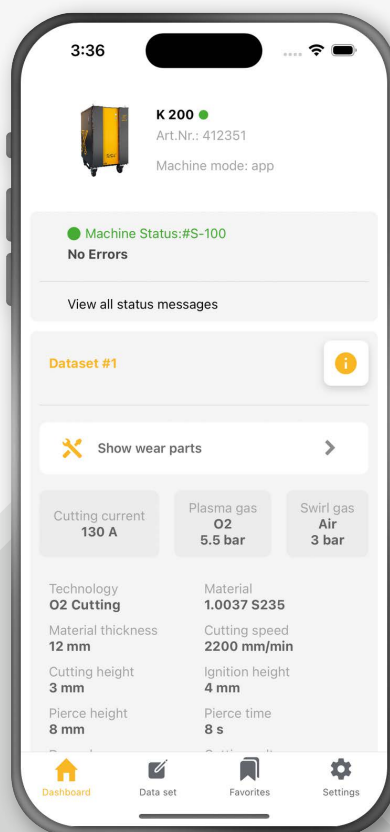 3:36
K 200
Art.Nr.: 412351
Machine mode: app
Machine Status:#S-100
No Errors
View all status messages
Dataset #1
Show wear parts
Cutting current
130 A
Plasma gas
O2
5.5 bar
Swirl gas
Air
3 bar
Technology
O2 Cutting
Material
1.0037 S235
Material thickness
12 mm
Cutting speed
2200 mm/min
Cutting height
3 mm
Ignition height
4 mm
Pierce height
8 mm
Pierce time
8 s
Dashboard
Data set
Favorites
Settings